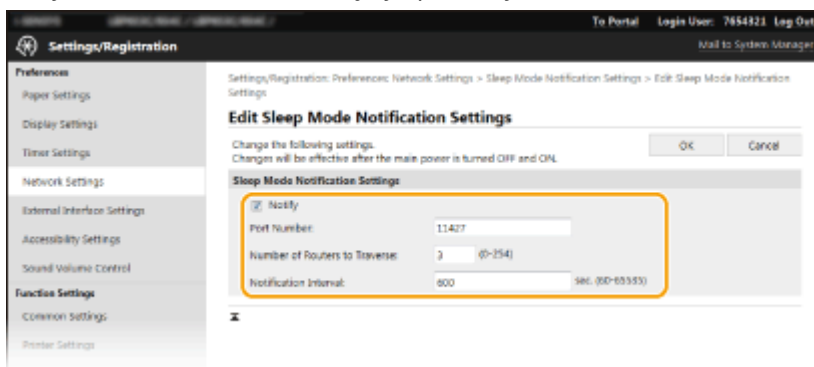 To Portal Login User: 7654321 Log Out
Settings/Registration
Mail to System Manager
Preferences
Paper Settings
Display Settings
Timer Settings
Network Settings
External Interface Settings
Accessibility Settings
Sound Volume Control
Function Settings
Common Settings
Printer Settings
Settings/Registration: Preferences: Network Settings > Sleep Mode Notification Settings > Edit Sleep Mode Notification
Settings
Edit Sleep Mode Notification Settings
Change the following settings.
Changes will be effective after the main power is turned OFF and ON.
OK Cancel
Sleep Mode Notification Settings
Notify
Port Number: 11427
Number of Routers to Traverse: 3 (0-254)
Notification Interval: 600 sec. (60-65535)